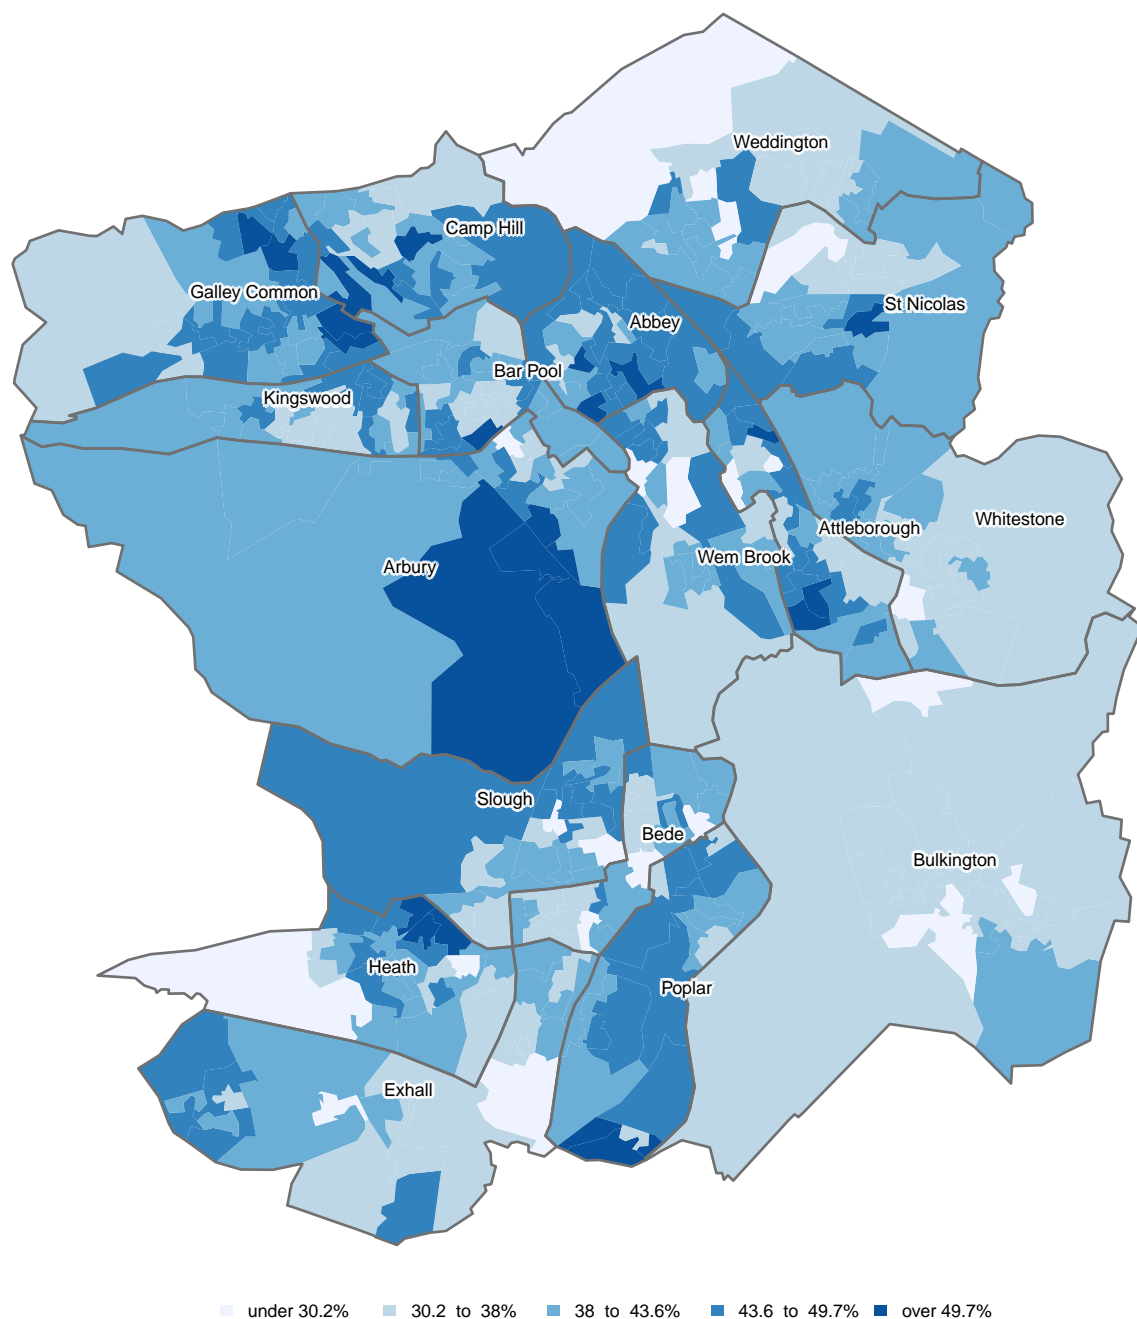 Weddington
Camp Hill
Galley Common
St Nicolas
Abbey
Bar Pool
Kingswood
Whitestone
Attleborough
Wem Brook
Arbury
Slough
Bede
Bulkington
Heath
Poplar
Exhall
under 30.2% 30.2 to 38% 38 to 43.6% 43.6 to 49.7% over 49.7%